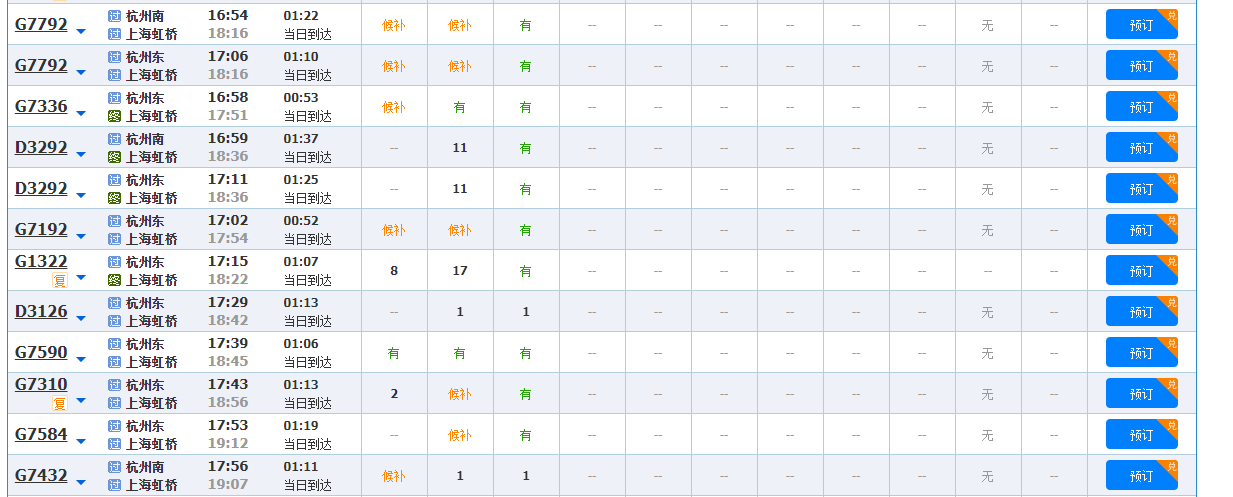 G7792 过 杭州南 16:54 01:22 候补 候补 有 -- -- -- -- -- -- 无 -- 预订 兑
过 上海虹桥 18:16 当日到达
G7792 过 杭州东 17:06 01:10 候补 候补 有 -- -- -- -- -- -- 无 -- 预订 兑
过 上海虹桥 18:16 当日到达
G7336 过 杭州东 16:58 00:53 候补 有 有 -- -- -- -- -- -- 无 -- 预订 兑
终 上海虹桥 17:51 当日到达
D3292 过 杭州南 16:59 01:37 -- 11 有 -- -- -- -- -- -- 无 -- 预订 兑
终 上海虹桥 18:36 当日到达
D3292 过 杭州东 17:11 01:25 -- 11 有 -- -- -- -- -- -- 无 -- 预订 兑
终 上海虹桥 18:36 当日到达
G7192 过 杭州东 17:02 00:52 候补 候补 有 -- -- -- -- -- -- 无 -- 预订 兑
过 上海虹桥 17:54 当日到达
G1322 过 杭州东 17:15 01:07 8 17 有 -- -- -- -- -- -- -- -- 预订 兑
复 终 上海虹桥 18:22 当日到达
D3126 过 杭州东 17:29 01:13 -- 1 1 -- -- -- -- -- -- 无 -- 预订 兑
过 上海虹桥 18:42 当日到达
G7590 过 杭州东 17:39 01:06 有 有 有 -- -- -- -- -- -- 无 -- 预订 兑
过 上海虹桥 18:45 当日到达
G7310 过 杭州东 17:43 01:13 2 候补 有 -- -- -- -- -- -- 无 -- 预订 兑
复 过 上海虹桥 18:56 当日到达
G7584 过 杭州东 17:53 01:19 -- 候补 有 -- -- -- -- -- -- 无 -- 预订 兑
过 上海虹桥 19:12 当日到达
G7432 过 杭州南 17:56 01:11 候补 1 1 -- -- -- -- -- -- 无 -- 预订 兑
过 上海虹桥 19:07 当日到达